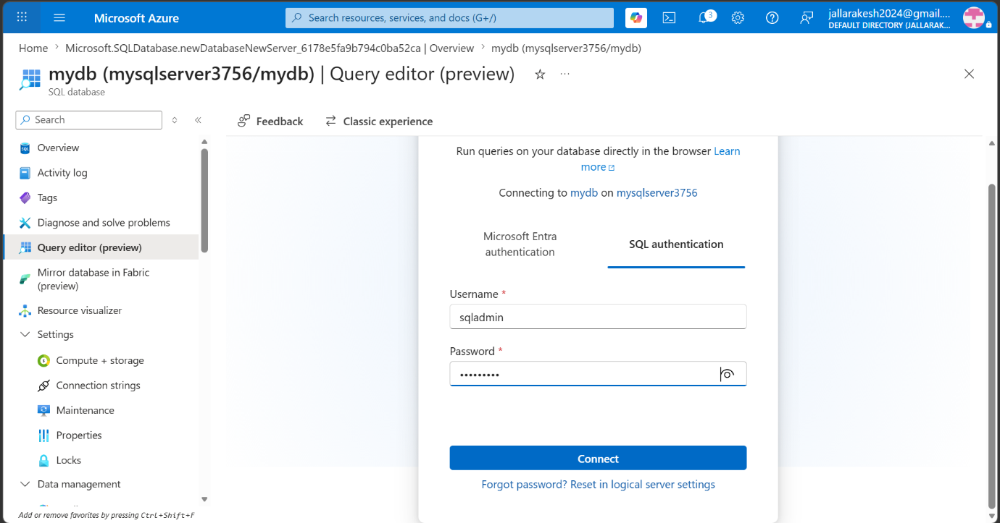 Microsoft Azure
Search resources, services, and docs (G+/)
3
jallarakesh2024@gmail....
DEFAULT DIRECTORY (JALLARAK...
Home > Microsoft.SQLDatabase.newDatabaseNewServer_6178e5fa9b794c0ba52ca | Overview > mydb (mysqlserver3756/mydb)
mydb (mysqlserver3756/mydb) | Query editor (preview)
SQL database
Search
Feedback
Classic experience
Overview
Activity log
Tags
Diagnose and solve problems
Query editor (preview)
Mirror database in Fabric
(preview)
Resource visualizer
Settings
Compute + storage
Connection strings
Maintenance
Properties
Locks
Data management
Add or remove favorites by pressing Ctrl+Shift+F
Run queries on your database directly in the browser Learn
more
Connecting to mydb on mysqlserver3756
Microsoft Entra
authentication
SQL authentication
Username *
sqladmin
Password *
•••••••••
Connect
Forgot password? Reset in logical server settings